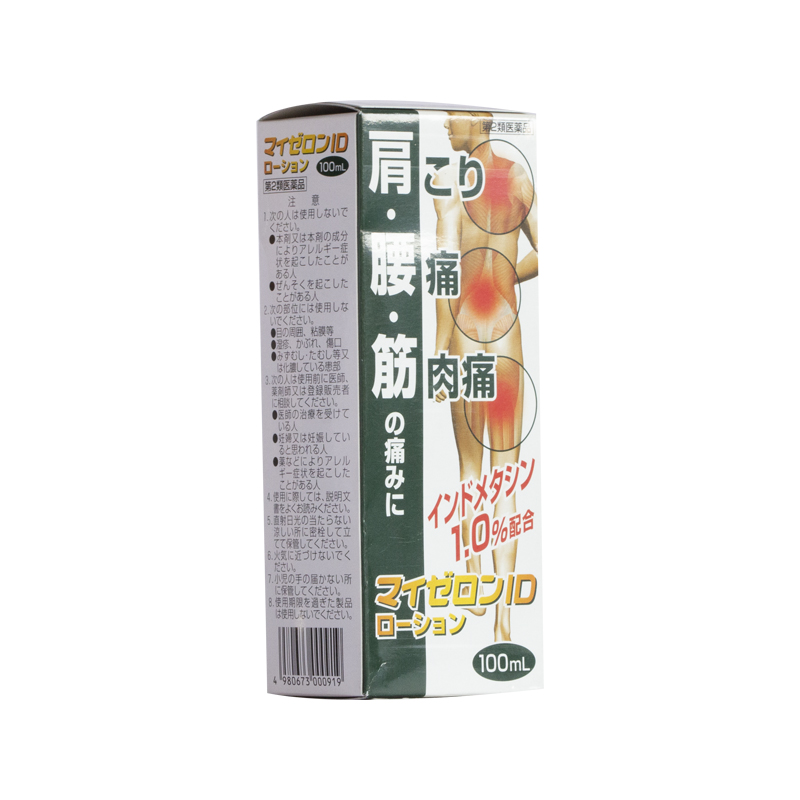 マイゼロンID
ローション 100mL
第2類医薬品
注 意
1.次の人は使用しないで
ください。
●本剤又は本剤の成分
によりアレルギー症
状を起こしたことが
ある人
●ぜんそくを起こした
ことがある人
2.次の部位には使用しな
いでください。
●目の周囲、粘膜等
●湿疹、かぶれ、傷口
●みずむし・たむし等又
は化膿している患部
3.次の人は使用前に医師、
薬剤師又は登録販売者
に相談してください。
●医師の治療を受けて
いる人
●妊婦又は妊娠してい
ると思われる人
●薬などによりアレル
ギー症状を起こした
ことがある人
4.使用に際しては、説明文
書をよくお読みください。
5.直射日光の当たらない
涼しい所に密栓して立
てて保管してください。
6.火気に近づけないでく
ださい。
7.小児の手の届かない所
に保管してください。
8.使用期限を過ぎた製品
は使用しないでください。
4 980673 000919
第2類医薬品
肩こり
・腰痛
・筋肉痛
の痛みに
インドメタシン
1.0%配合
マイゼロンID
ローション
100mL